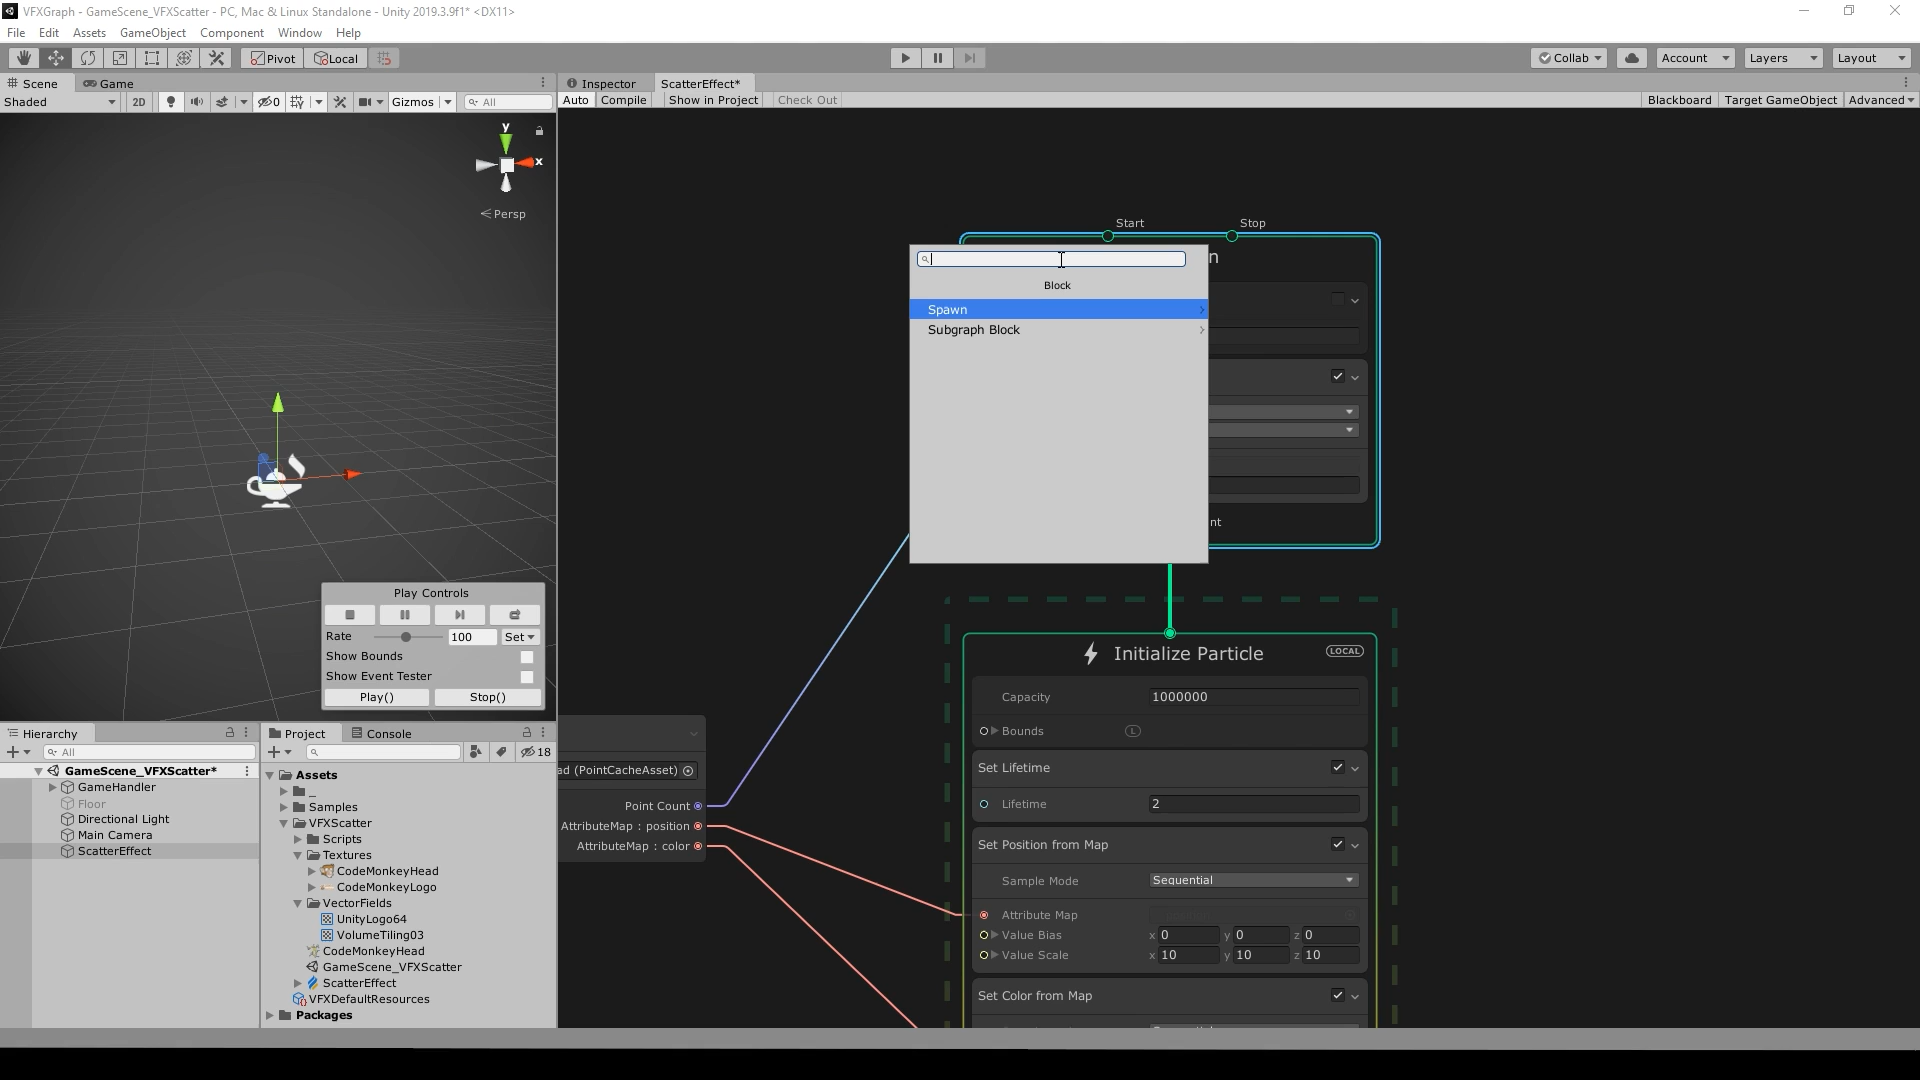 VFXGraph - GameScene_VFXScatter - PC, Mac & Linux Standalone - Unity 2019.3.9f1* <DX11>
File Edit Assets GameObject Component Window Help
Pivot Local Collab Account Layers Layout
Scene Game Inspector ScatterEffect*
Shaded 2D 0 Gizmos All Auto Compile Show in Project Check Out Blackboard Target GameObject Advanced
y
x
Persp
Start Stop
n
Block
Spawn
Subgraph Block
nt
Play Controls
Rate 100 Set
Show Bounds
Show Event Tester
Play() Stop()
Initialize Particle LOCAL
Capacity 1000000
Bounds L
Set Lifetime
Lifetime 2
Set Position from Map
Sample Mode Sequential
Attribute Map
Value Bias x 0 y 0 z 0
Value Scale x 10 y 10 z 10
Set Color from Map
ad (PointCacheAsset)
Point Count
AttributeMap : position
AttributeMap : color
Hierarchy
All
GameScene_VFXScatter*
GameHandler
Floor
Directional Light
Main Camera
ScatterEffect
Project Console
18
Assets
_
Samples
VFXScatter
Scripts
Textures
CodeMonkeyHead
CodeMonkeyLogo
VectorFields
UnityLogo64
VolumeTiling03
CodeMonkeyHead
GameScene_VFXScatter
ScatterEffect
VFXDefaultResources
Packages